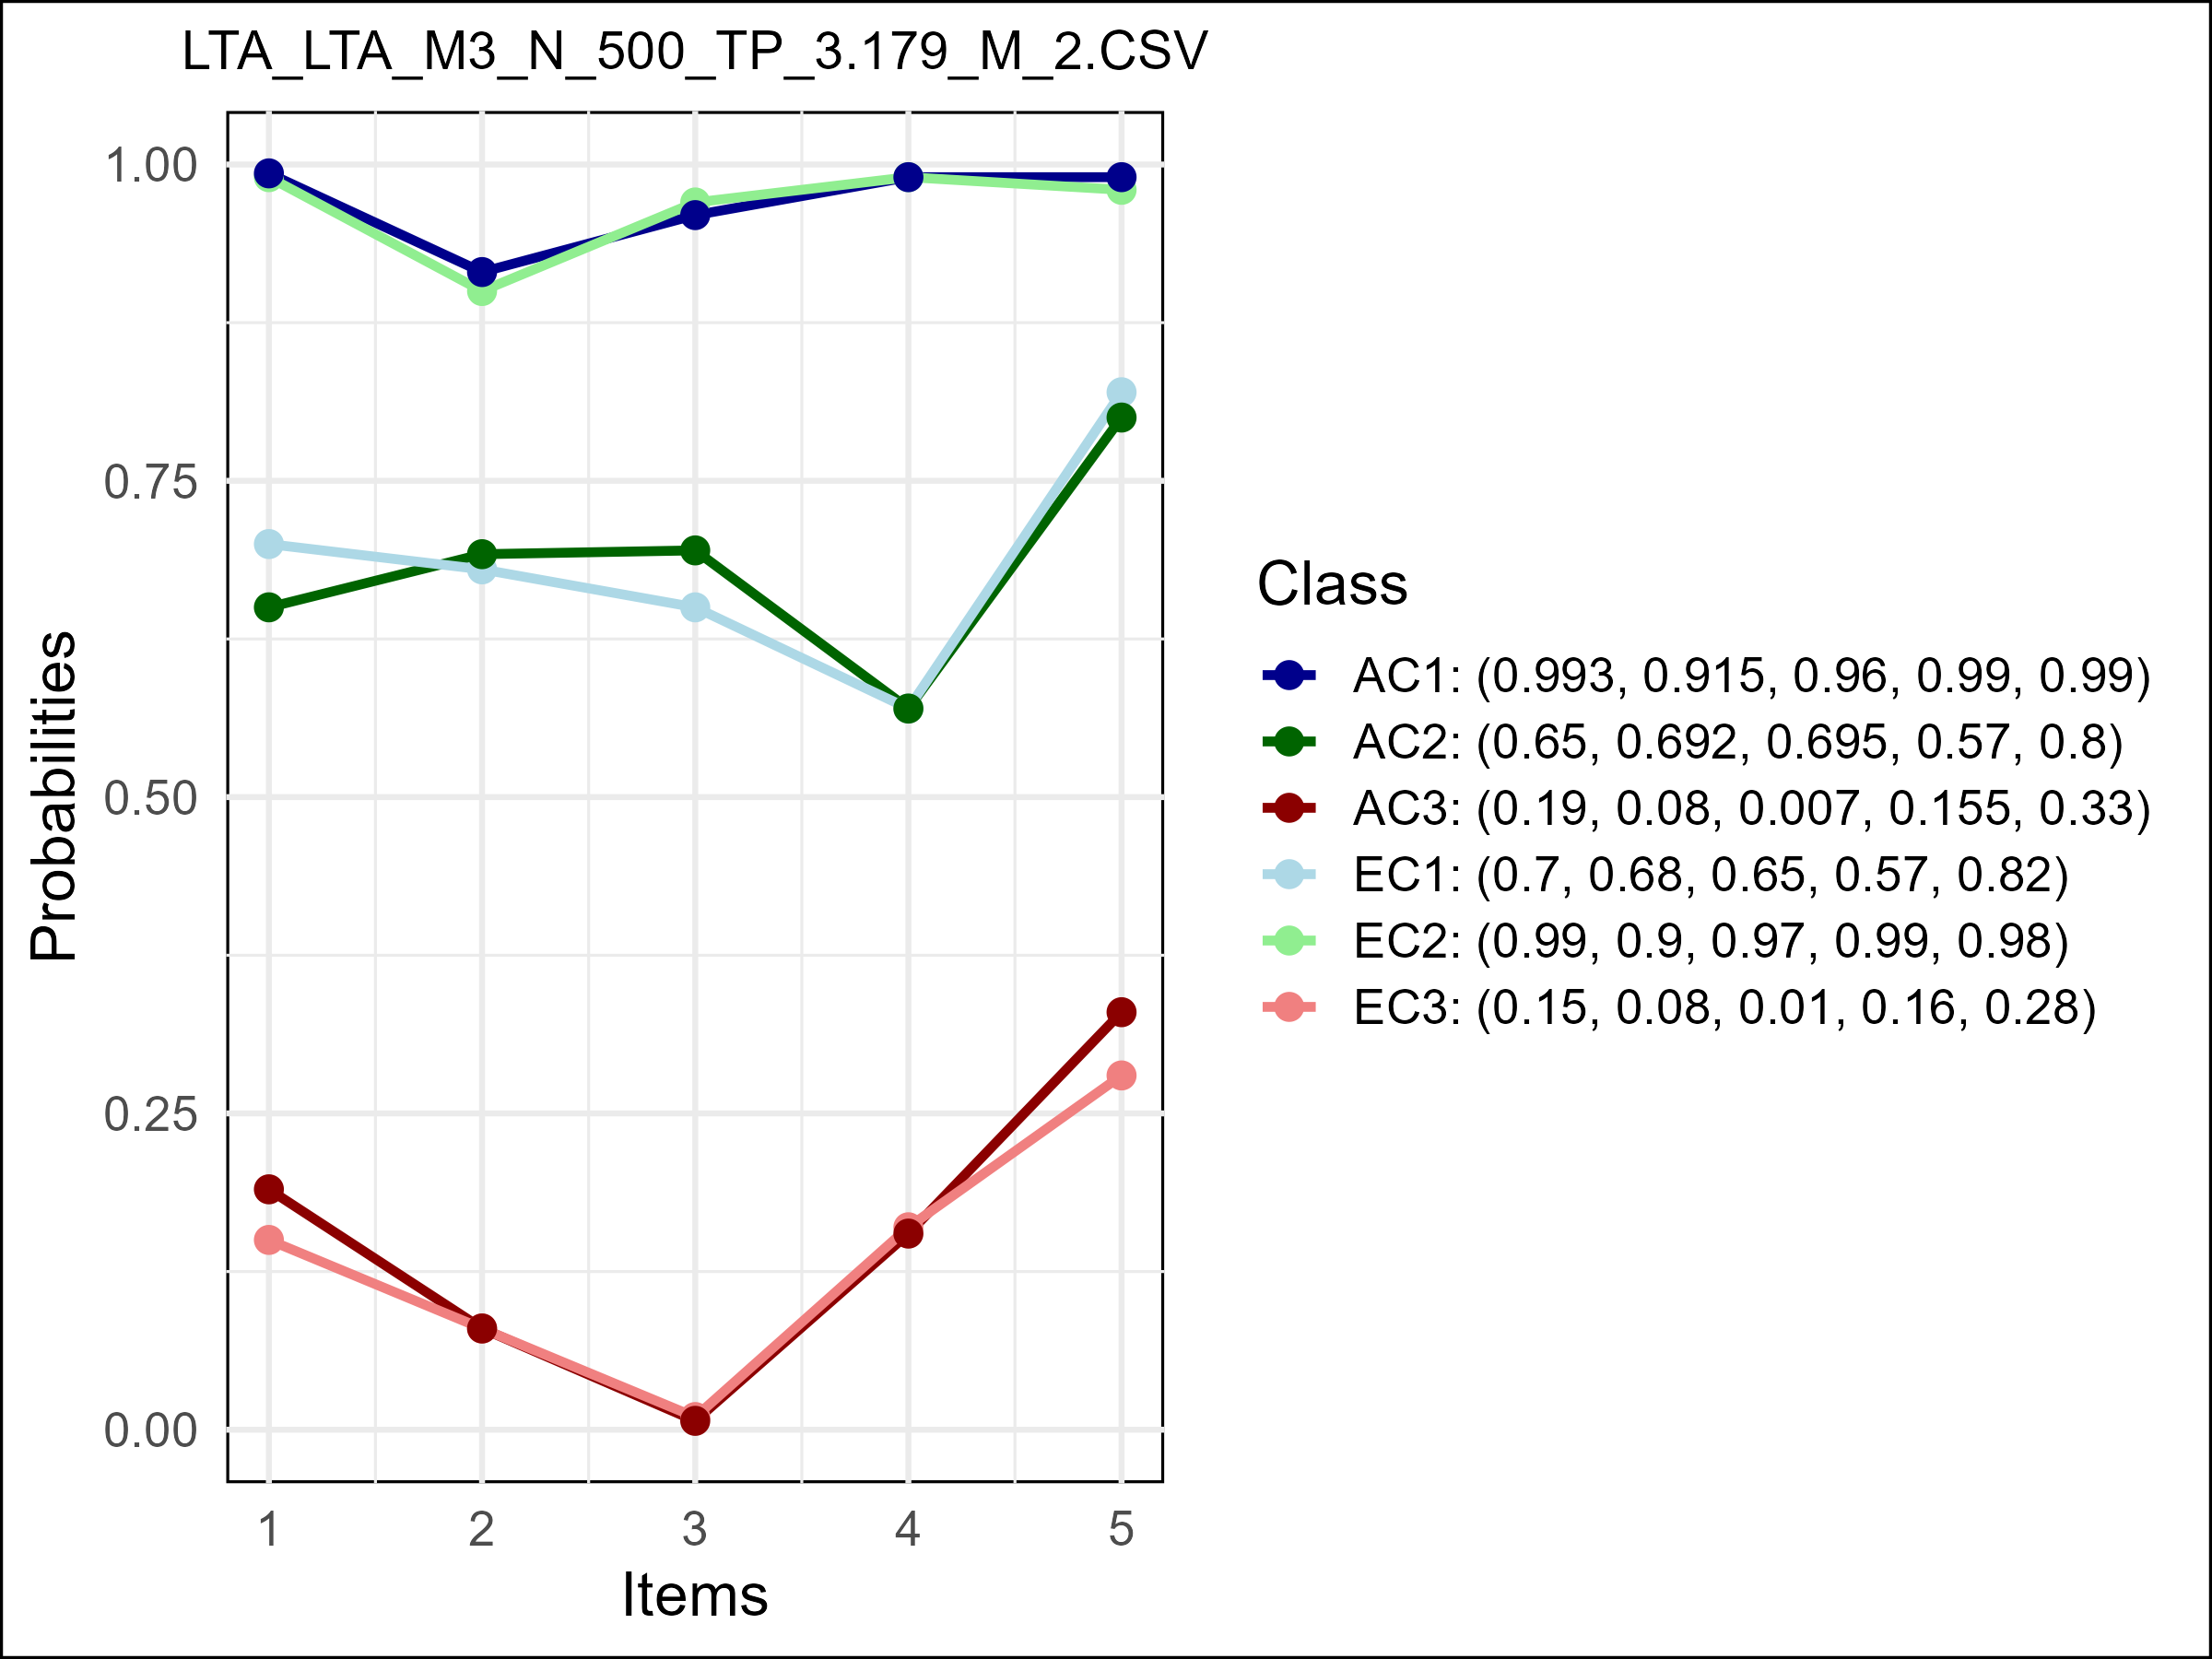 LTA_LTA_M3_N_500_TP_3.179_M_2.CSV
1.00
0.75
0.50
0.25
0.00
Probabilities
1 2 3 4 5
Items
Class
AC1: (0.993, 0.915, 0.96, 0.99, 0.99)
AC2: (0.65, 0.692, 0.695, 0.57, 0.8)
AC3: (0.19, 0.08, 0.007, 0.155, 0.33)
EC1: (0.7, 0.68, 0.65, 0.57, 0.82)
EC2: (0.99, 0.9, 0.97, 0.99, 0.98)
EC3: (0.15, 0.08, 0.01, 0.16, 0.28)